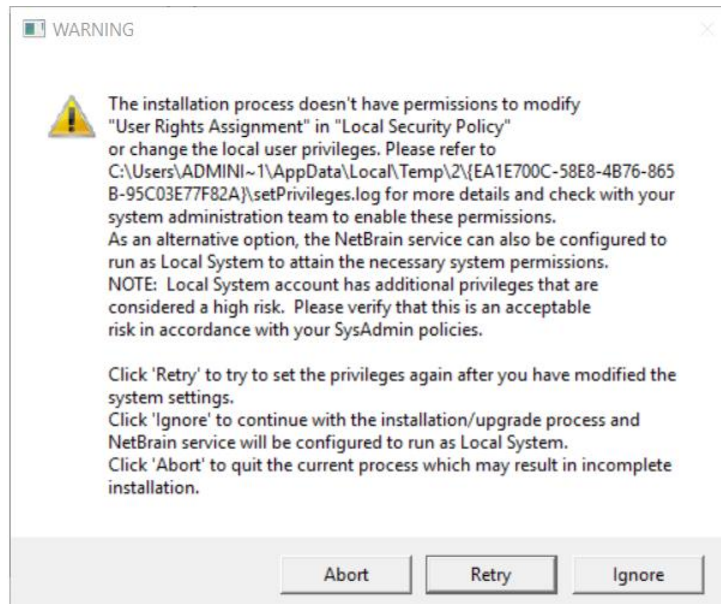 WARNING
The installation process doesn't have permissions to modify
"User Rights Assignment" in "Local Security Policy"
or change the local user privileges. Please refer to
C:\Users\ADMINI~1\AppData\Local\Temp\2\{EA1E700C-58E8-4B76-865
B-95C03E77F82A}\setPrivileges.log for more details and check with your
system administration team to enable these permissions.
As an alternative option, the NetBrain service can also be configured to
run as Local System to attain the necessary system permissions.
NOTE:  Local System account has additional privileges that are
considered a high risk.  Please verify that this is an acceptable
risk in accordance with your SysAdmin policies.
Click 'Retry' to try to set the privileges again after you have modified the
system settings.
Click 'Ignore' to continue with the installation/upgrade process and
NetBrain service will be configured to run as Local System.
Click 'Abort' to quit the current process which may result in incomplete
installation.
Abort Retry Ignore